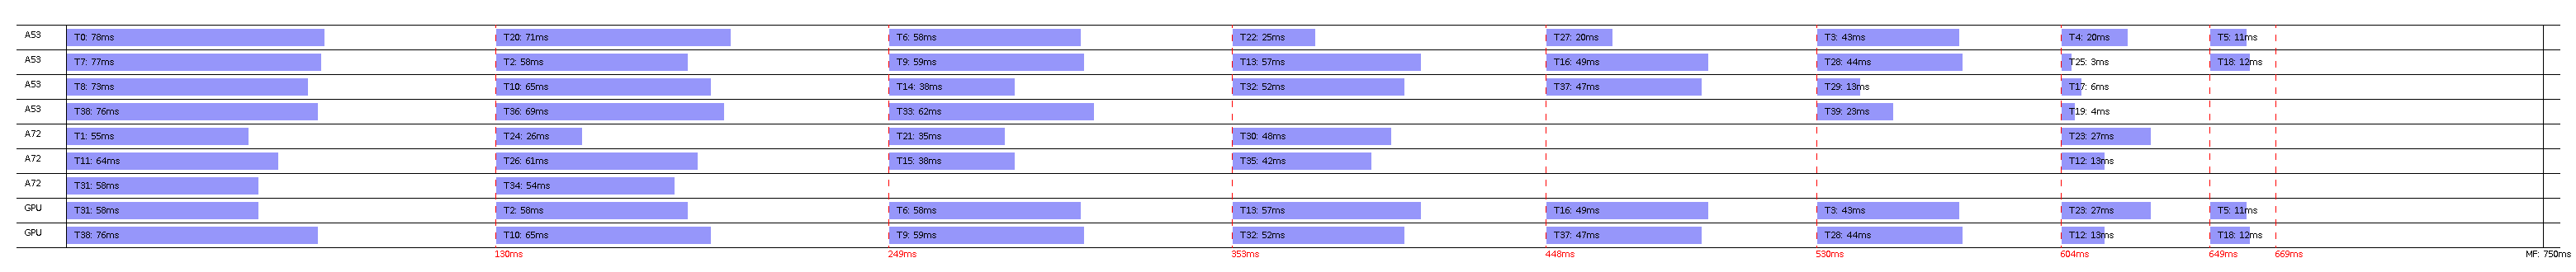 A53 T0: 78ms T20: 71ms T6: 58ms T22: 25ms T27: 20ms T3: 43ms T4: 20ms T5: 11ms
A53 T7: 77ms T2: 58ms T9: 59ms T13: 57ms T16: 49ms T28: 44ms T25: 3ms T18: 12ms
A53 T8: 73ms T10: 65ms T14: 38ms T32: 52ms T37: 47ms T29: 13ms T17: 6ms
A53 T38: 76ms T36: 69ms T33: 62ms T39: 23ms T19: 4ms
A72 T1: 55ms T24: 26ms T21: 35ms T30: 48ms T23: 27ms
A72 T11: 64ms T26: 61ms T15: 38ms T35: 42ms T12: 13ms
A72 T31: 58ms T34: 54ms
GPU T31: 58ms T2: 58ms T6: 58ms T13: 57ms T16: 49ms T3: 43ms T23: 27ms T5: 11ms
GPU T38: 76ms T10: 65ms T9: 59ms T32: 52ms T37: 47ms T28: 44ms T12: 13ms T18: 12ms
130ms 249ms 353ms 448ms 530ms 604ms 649ms 669ms MF: 750ms